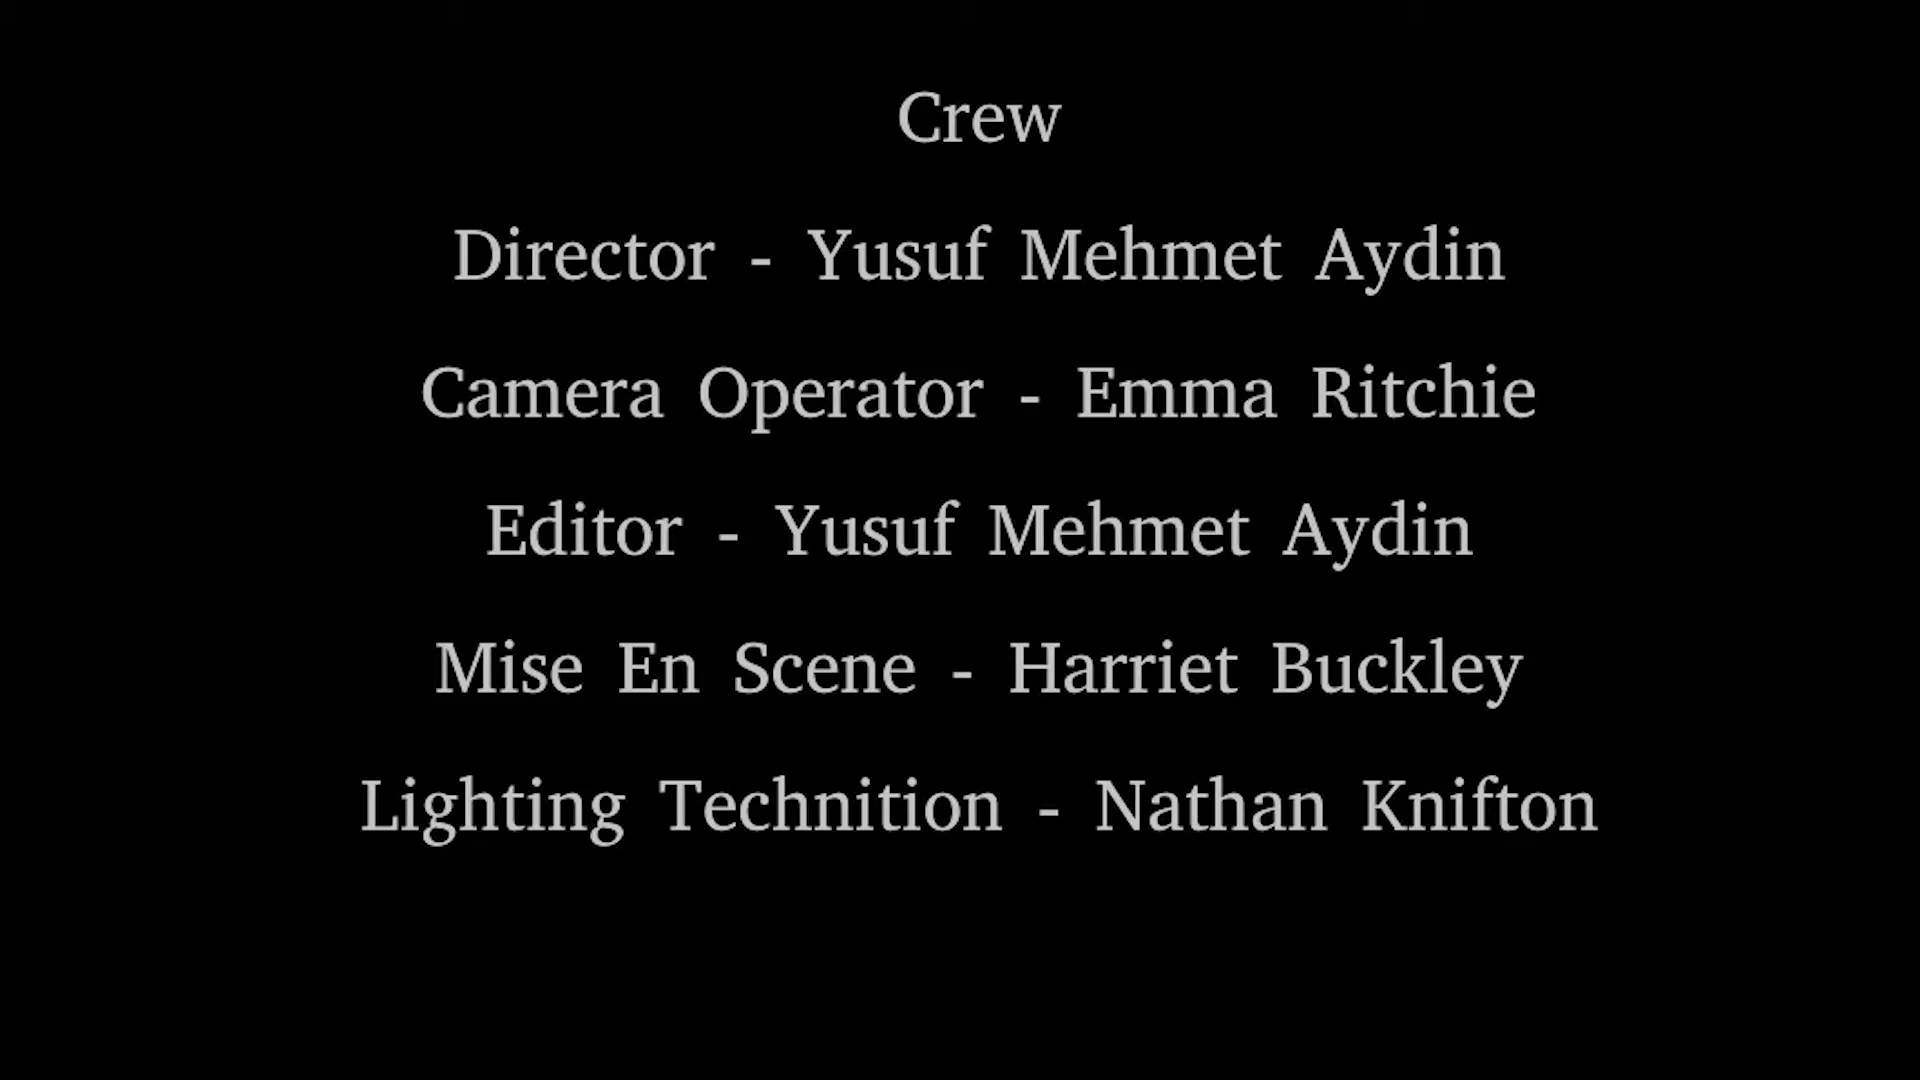 Crew
Director - Yusuf Mehmet Aydin
Camera Operator - Emma Ritchie
Editor - Yusuf Mehmet Aydin
Mise En Scene - Harriet Buckley
Lighting Technition - Nathan Knifton